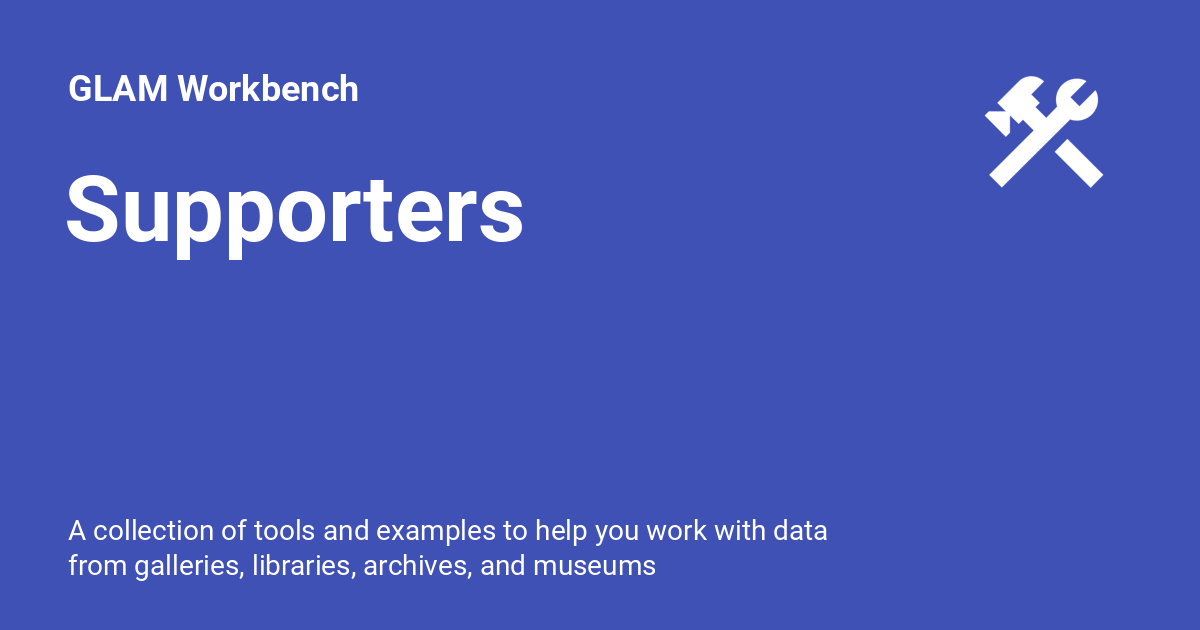 GLAM Workbench
Supporters
A collection of tools and examples to help you work with data
from galleries, libraries, archives, and museums